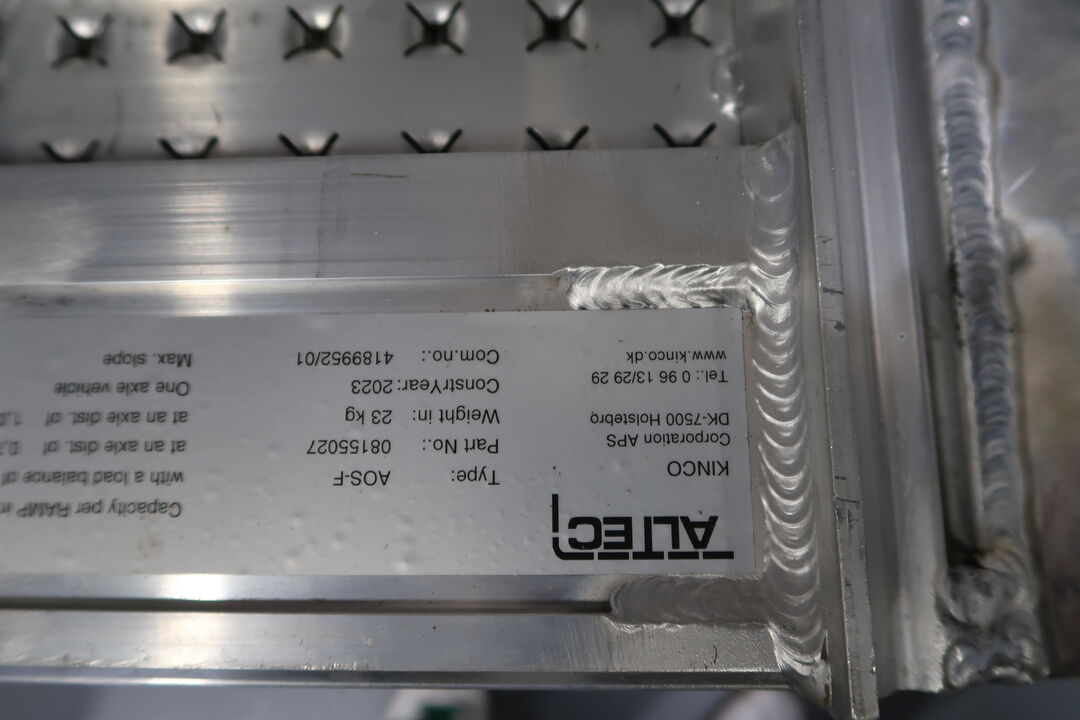 ALTEC
KINCO
Corporation APS
DK-7500 Holstebro
Tel.: 0 96 13/29 29
www.kinco.dk
Type: AOS-F
Part No.: 08155027
Weight in: 23 kg
ConstrYear: 2023
Com.no.: 4189952/01
Capacity per RAMP
with a load balance of
at an axle dist. of
at an axle dist. of
One axle vehicle
Max. slope